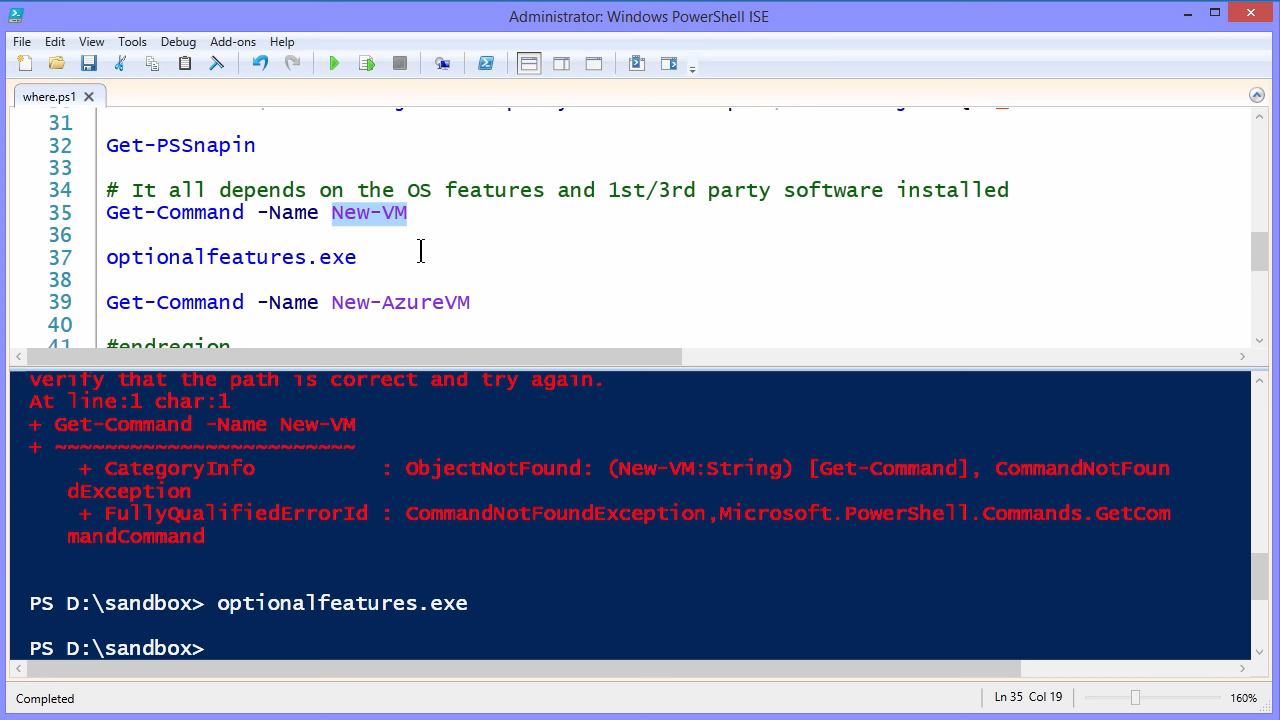 Administrator: Windows PowerShell ISE
File Edit View Tools Debug Add-ons Help
where.ps1
31
32 Get-PSSnapin
33
34 # It all depends on the OS features and 1st/3rd party software installed
35 Get-Command -Name New-VM
36
37 optionalfeatures.exe
38
39 Get-Command -Name New-AzureVM
40
41 #endregion
verify that the path is correct and try again.
At line:1 char:1
+ Get-Command -Name New-VM
+ ~~~~~~~~~~~~~~~~~~~~~~~~
+ CategoryInfo : ObjectNotFound: (New-VM:String) [Get-Command], CommandNotFoun
dException
+ FullyQualifiedErrorId : CommandNotFoundException,Microsoft.PowerShell.Commands.GetCom
mandCommand
PS D:\sandbox> optionalfeatures.exe
PS D:\sandbox>
Completed Ln 35 Col 19 160%